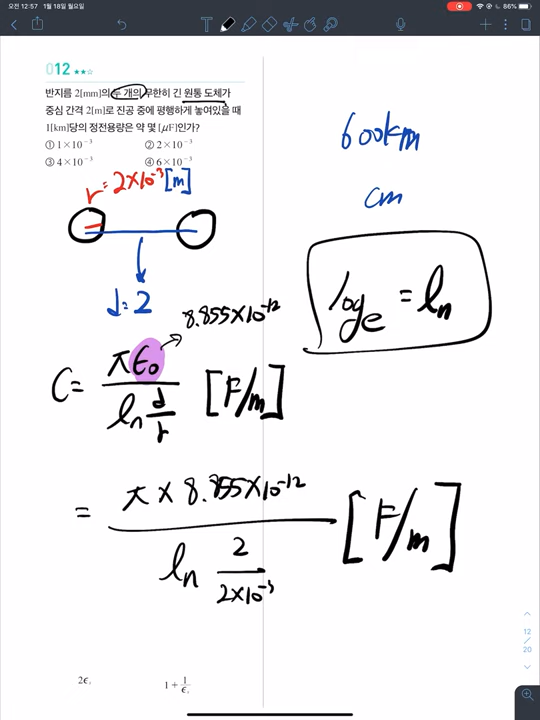 오전 12:57 1월 18일 월요일
86%
012 ★★☆
반지름 2[mm]의 두 개의 무한히 긴 원통 도체가
중심 간격 2[m]로 진공 중에 평행하게 놓여있을 때
1[km]당의 정전용량은 약 몇 [μF]인가?
① 1×10⁻³ ② 2×10⁻³
③ 4×10⁻³ ④ 6×10⁻³
r=2×10⁻³[m]
d=2
8.855×10⁻¹²
C= πε₀ / ln d/r [F/m]
= π×8.855×10⁻¹² / ln 2/2×10⁻³ [F/m]
600km
cm
logₑ = ln
2ε, 1+1/ε,
12
20